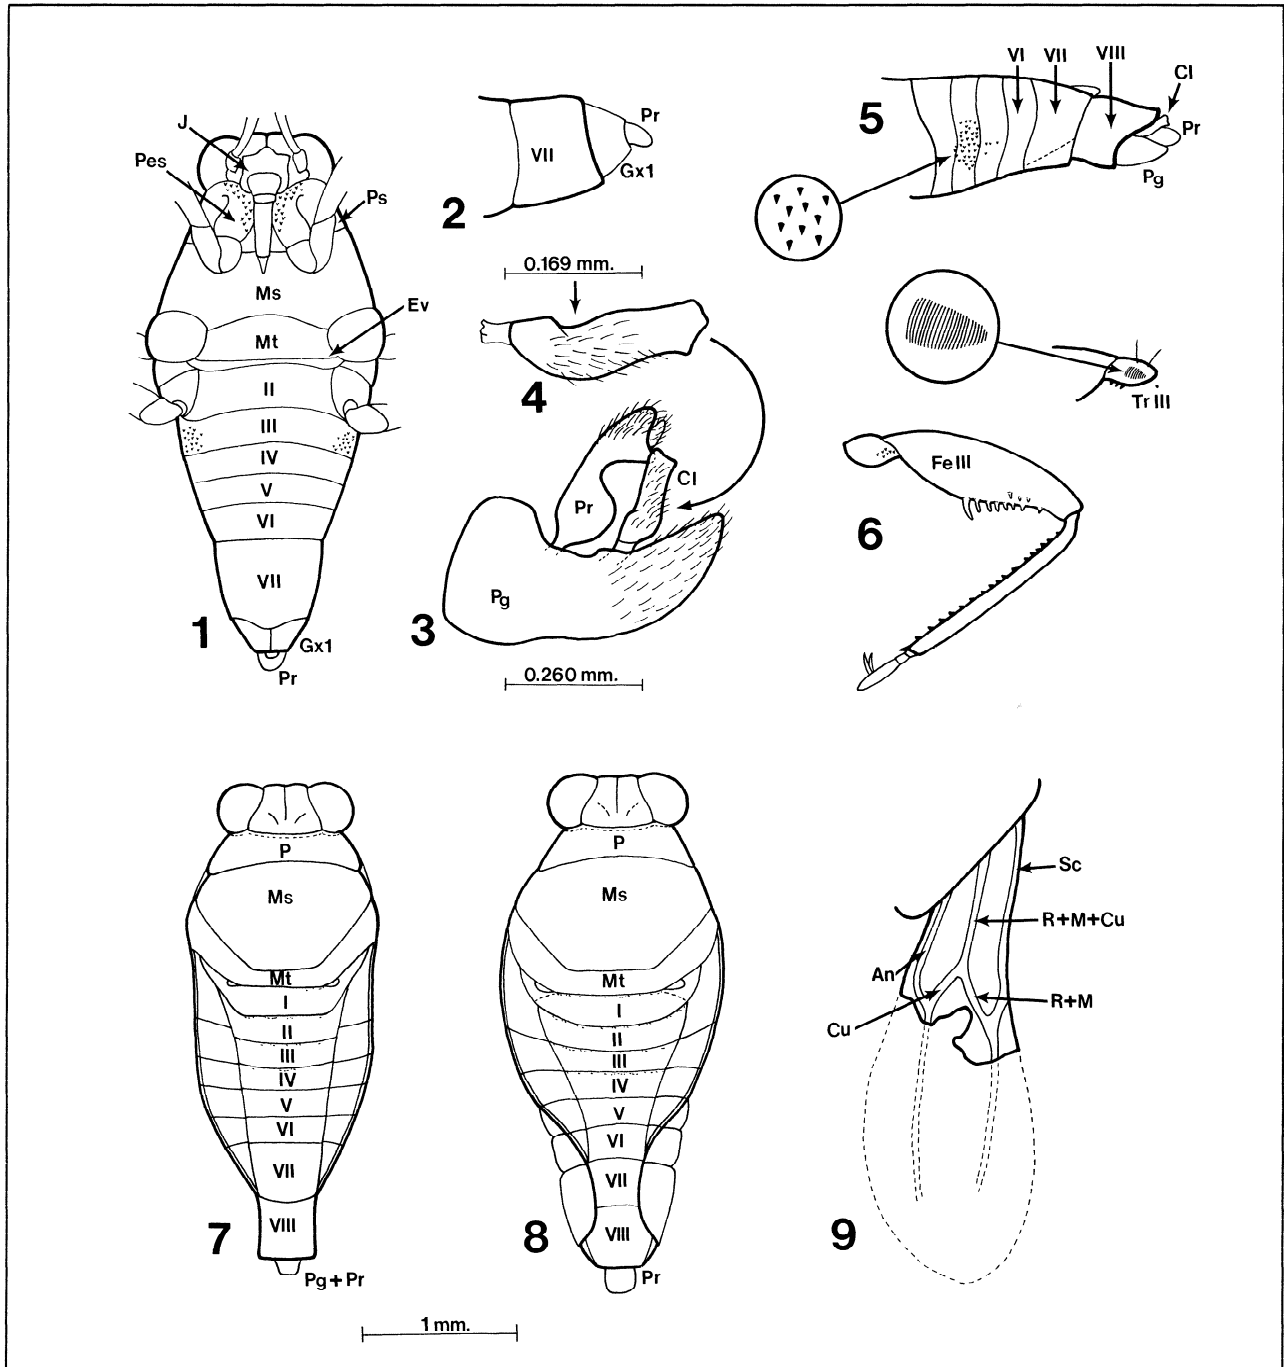 J
Pes
Ps
Ms
Ev
Mt
II
III
IV
V
VI
VII
1
Gx1
Pr
VII
Pr
Gx1
2
VI VII VIII
Cl
5
Pr
Pg
0.169 mm.
4
Cl
Pr
Pg
3
0.260 mm.
Tr III
Fe III
6
P
Ms
Mt
I
II
III
IV
V
VI
VII
VIII
7
Pg + Pr
P
Ms
Mt
I
II
III
IV
V
VI
VII
VIII
8
Pr
1 mm.
Sc
R+M+Cu
An
R+M
Cu
9